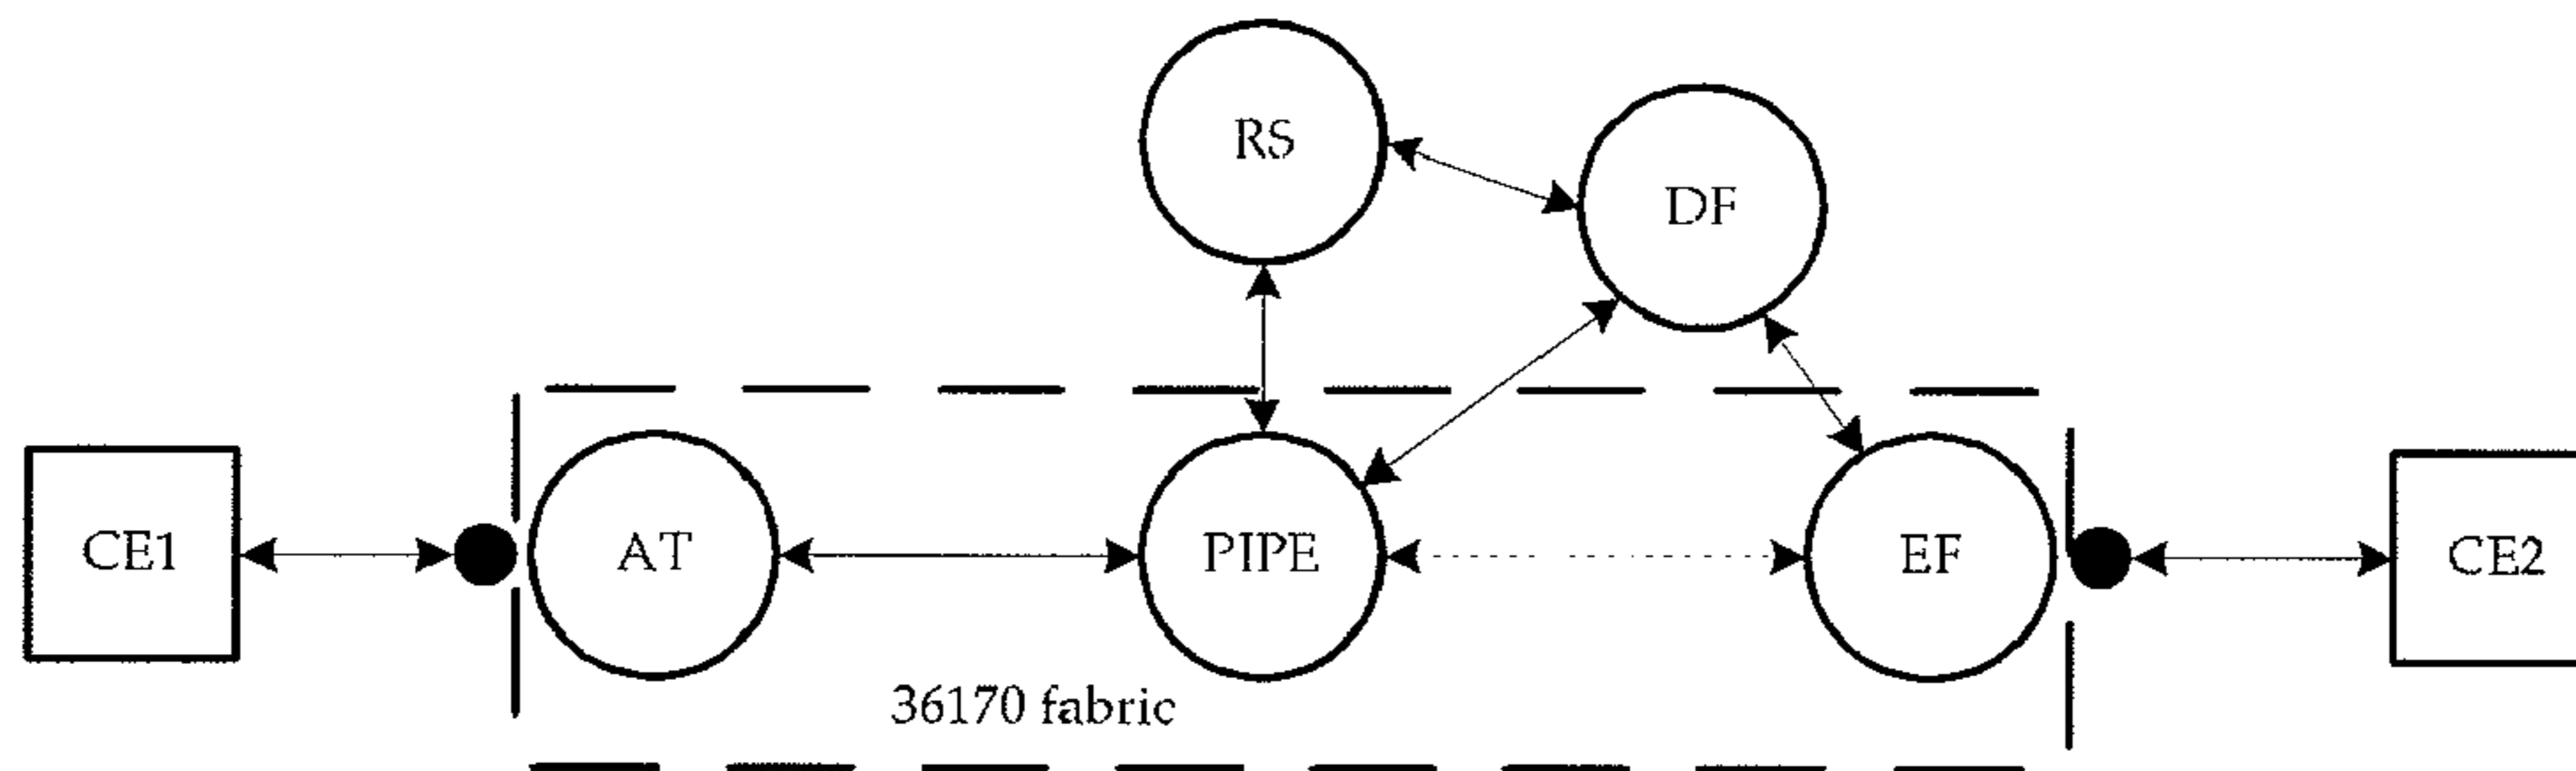 RS
DF
CE1
AT
PIPE
EF
CE2
36170 fabric